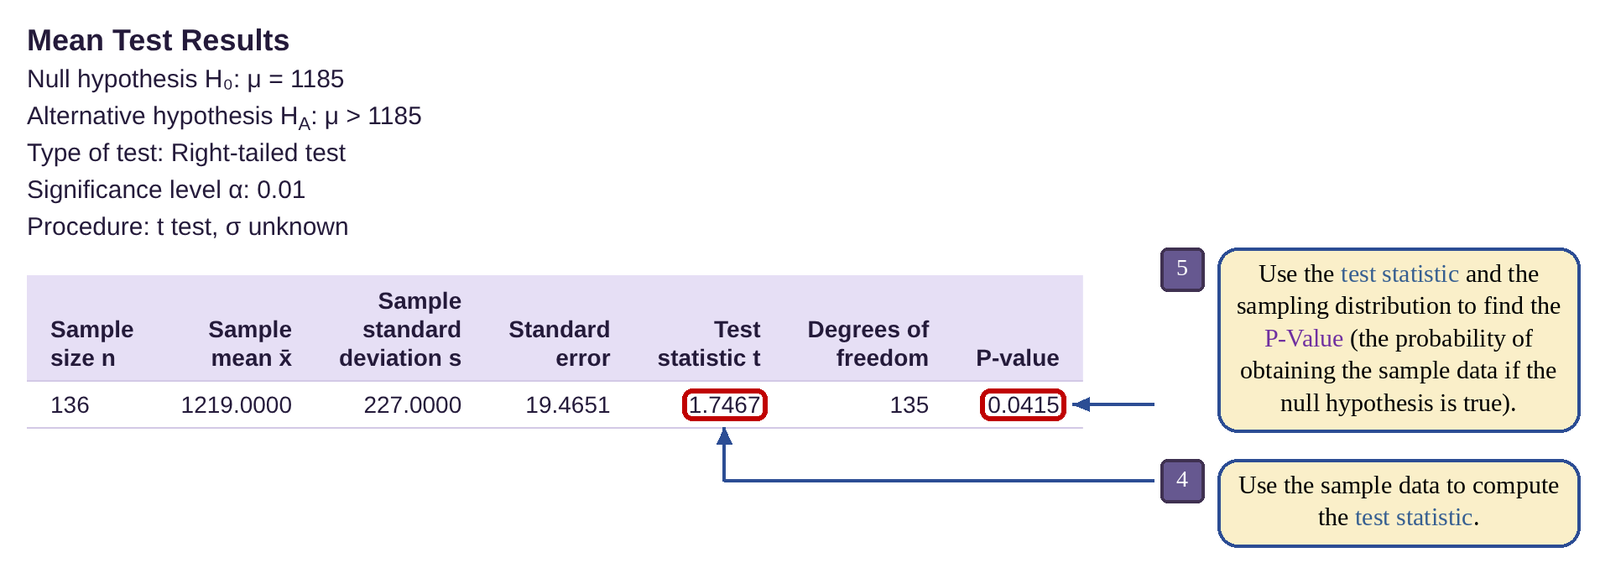 Mean Test Results
Null hypothesis H₀: μ = 1185
Alternative hypothesis H_A: μ > 1185
Type of test: Right-tailed test
Significance level α: 0.01
Procedure: t test, σ unknown
Sample size n | Sample mean x̄ | Sample standard deviation s | Standard error | Test statistic t | Degrees of freedom | P-value
136 | 1219.0000 | 227.0000 | 19.4651 | 1.7467 | 135 | 0.0415
5
Use the test statistic and the
sampling distribution to find the
P-Value (the probability of
obtaining the sample data if the
null hypothesis is true).
4
Use the sample data to compute
the test statistic.